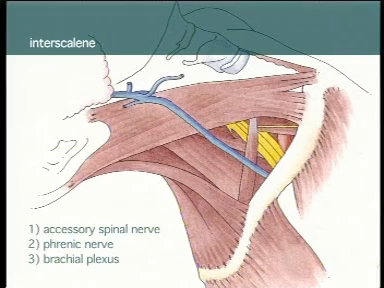 interscalene
1) accessory spinal nerve
2) phrenic nerve
3) brachial plexus